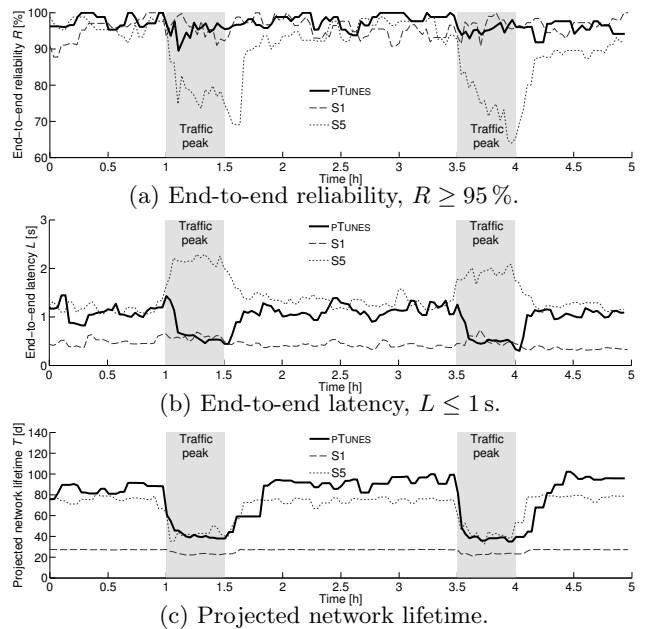 End−to−end reliability R [%]
100
90
80
70
60
PTUNES
S1
S5
Traffic
peak
Traffic
peak
0 0.5 1 1.5 2 2.5 3 3.5 4 4.5 5
Time [h]
(a) End-to-end reliability, R ≥ 95 %.
End−to−end latency L [s]
3
2
1
0
Traffic
peak
PTUNES
S1
S5
Traffic
peak
0 0.5 1 1.5 2 2.5 3 3.5 4 4.5 5
Time [h]
(b) End-to-end latency, L ≤ 1 s.
Projected network lifetime T [d]
140
120
100
80
60
40
20
0
Traffic
peak
PTUNES
S1
S5
Traffic
peak
0 0.5 1 1.5 2 2.5 3 3.5 4 4.5 5
Time [h]
(c) Projected network lifetime.